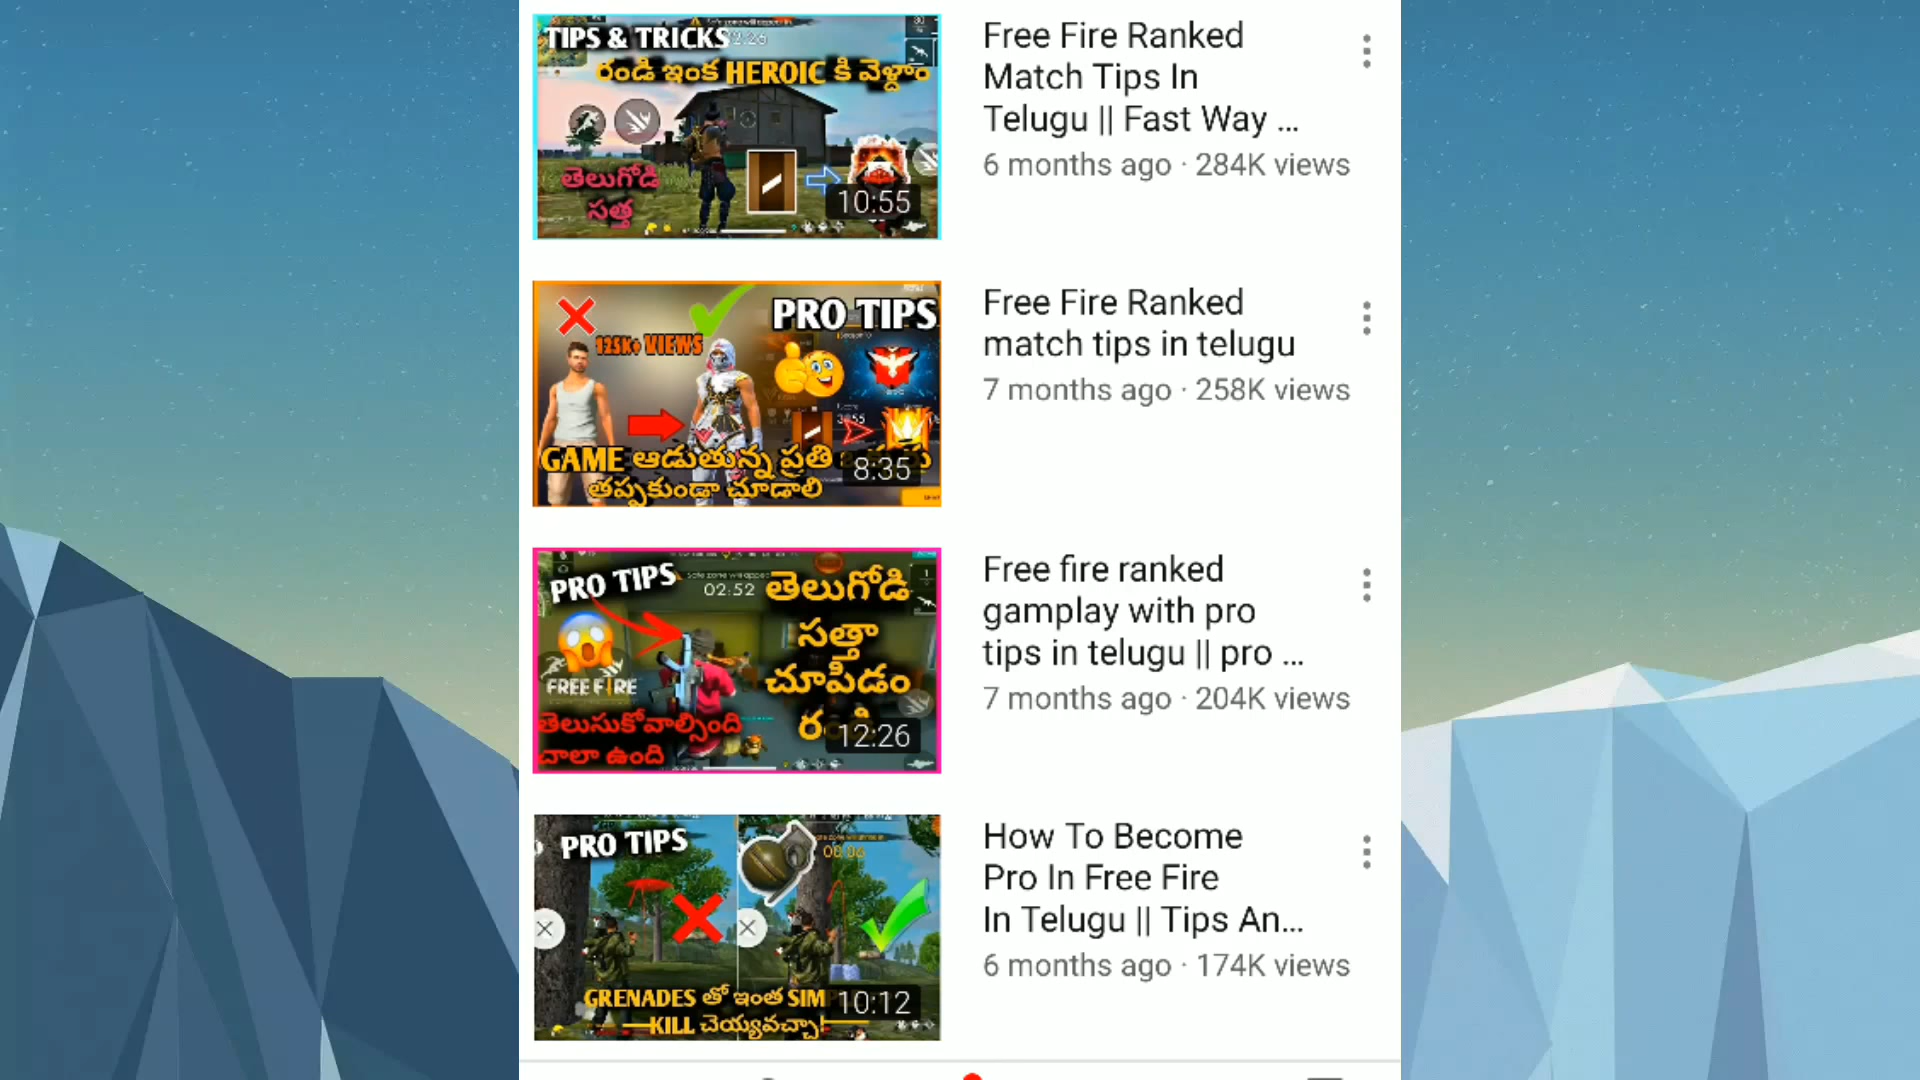 TIPS & TRICKS
రండి ఇంక HEROIC కి వెళ్దాం
తెలుగోడి
సత్త
10:55
Free Fire Ranked
Match Tips In
Telugu || Fast Way ...
6 months ago · 284K views
PRO TIPS
125K+ VIEWS
GAME ఆడుతున్న ప్రతి
తప్పకుండా చూడాలి
8:35
Free Fire Ranked
match tips in telugu
7 months ago · 258K views
PRO TIPS
02:52
తెలుగోడి
సత్తా
చూపిడం
FREE FIRE
తెలుసుకోవాల్సింది
చాలా ఉంది
12:26
Free fire ranked
gamplay with pro
tips in telugu || pro ...
7 months ago · 204K views
PRO TIPS
GRENADES తో ఇంత
KILL చెయ్యవచ్చా!
10:12
How To Become
Pro In Free Fire
In Telugu || Tips An...
6 months ago · 174K views